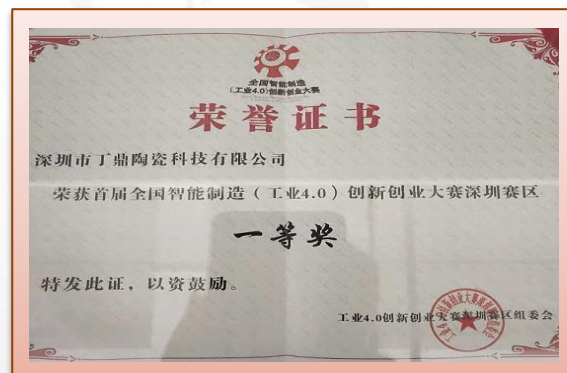 全国智能制造
（工业4.0）创新创业大赛
荣誉证书
深圳市丁鼎陶瓷科技有限公司
荣获首届全国智能制造（工业4.0）创新创业大赛深圳赛区
一等奖
特发此证，以资鼓励。
工业4.0创新创业大赛深圳赛区组委会